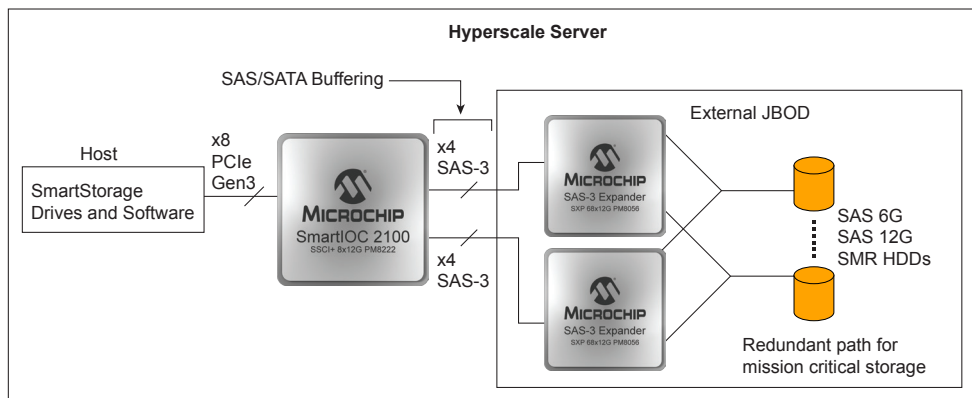 Hyperscale Server
SAS/SATA Buffering
External JBOD
Host
SmartStorage
Drives and Software
x8
PCIe
Gen3
MICROCHIP
SmartIOC 2100
SSCI+ 8x12G PM8222
x4
SAS-3
x4
SAS-3
MICROCHIP
SAS-3 Expander
SXP 68x12G PM8056
MICROCHIP
SAS-3 Expander
SXP 68x12G PM8056
SAS 6G
SAS 12G
SMR HDDs
Redundant path for
mission critical storage